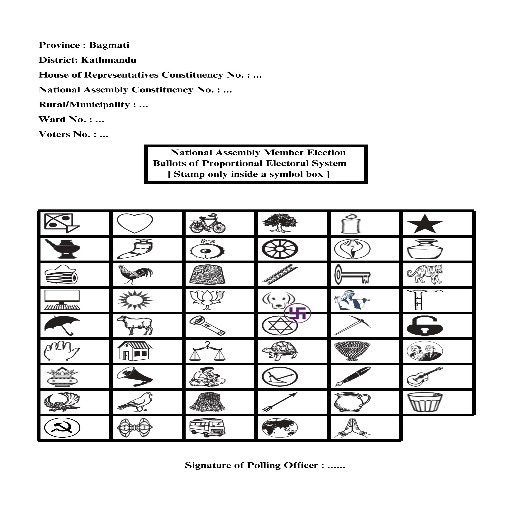 Province : Bagmati
District: Kathmandu
House of Representatives Constituency No. : ...
National Assembly Constituency No. : ...
Rural/Municipality : ...
Ward No. : ...
Voters No. : ...
National Assembly Member Election
Ballots of Proportional Electoral System
[ Stamp only inside a symbol box ]
Signature of Polling Officer : ......